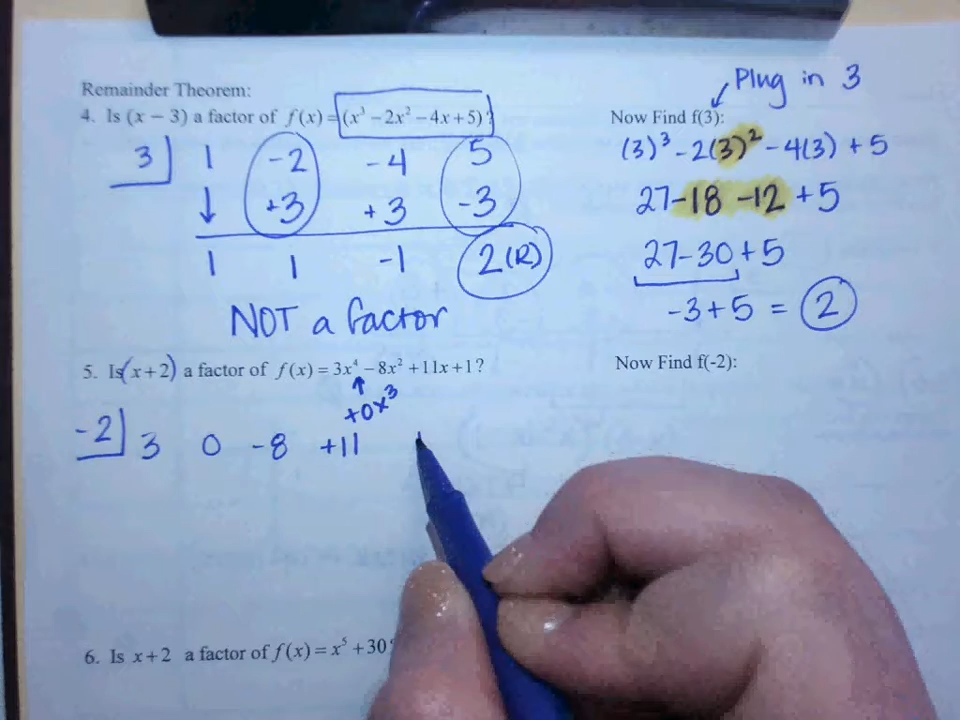 Plug in 3
Remainder Theorem:
4. Is (x − 3) a factor of f(x) = (x³ − 2x² − 4x + 5)?
Now Find f(3):
3 1 -2 -4 5
↓ +3 +3 -3
1 1 -1 2(R)
NOT a factor
(3)³ - 2(3)² - 4(3) + 5
27 - 18 - 12 + 5
27 - 30 + 5
-3 + 5 = 2
5. Is (x + 2) a factor of f(x) = 3x⁴ − 8x² + 11x + 1?
Now Find f(-2):
+0x³
-2 3 0 -8 +11
6. Is x + 2 a factor of f(x) = x⁵ + 30?